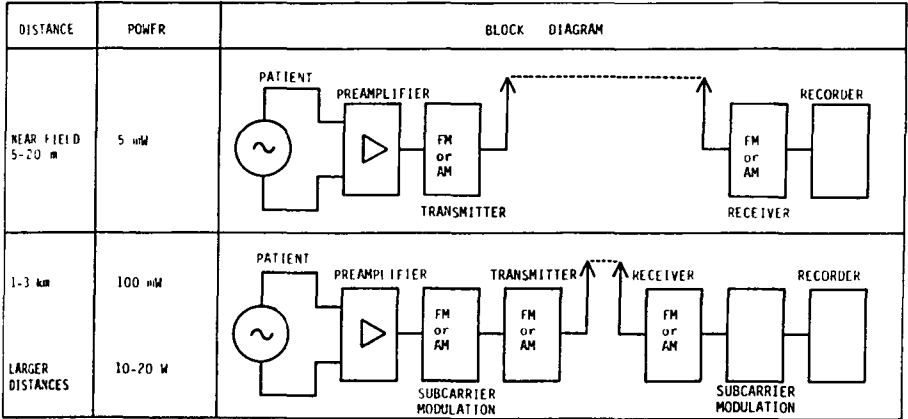 DISTANCE POWER BLOCK DIAGRAM
NEAR FIELD
5-20 m
5 mW
PATIENT
PREAMPLIFIER
FM
or
AM
TRANSMITTER
FM
or
AM
RECEIVER
RECORDER
1-3 km
100 mW
LARGER
DISTANCES
10-20 W
PATIENT
PREAMPLIFIER
FM
or
AM
SUBCARRIER
MODULATION
TRANSMITTER
FM
or
AM
RECEIVER
FM
or
AM
SUBCARRIER
MODULATION
RECORDER